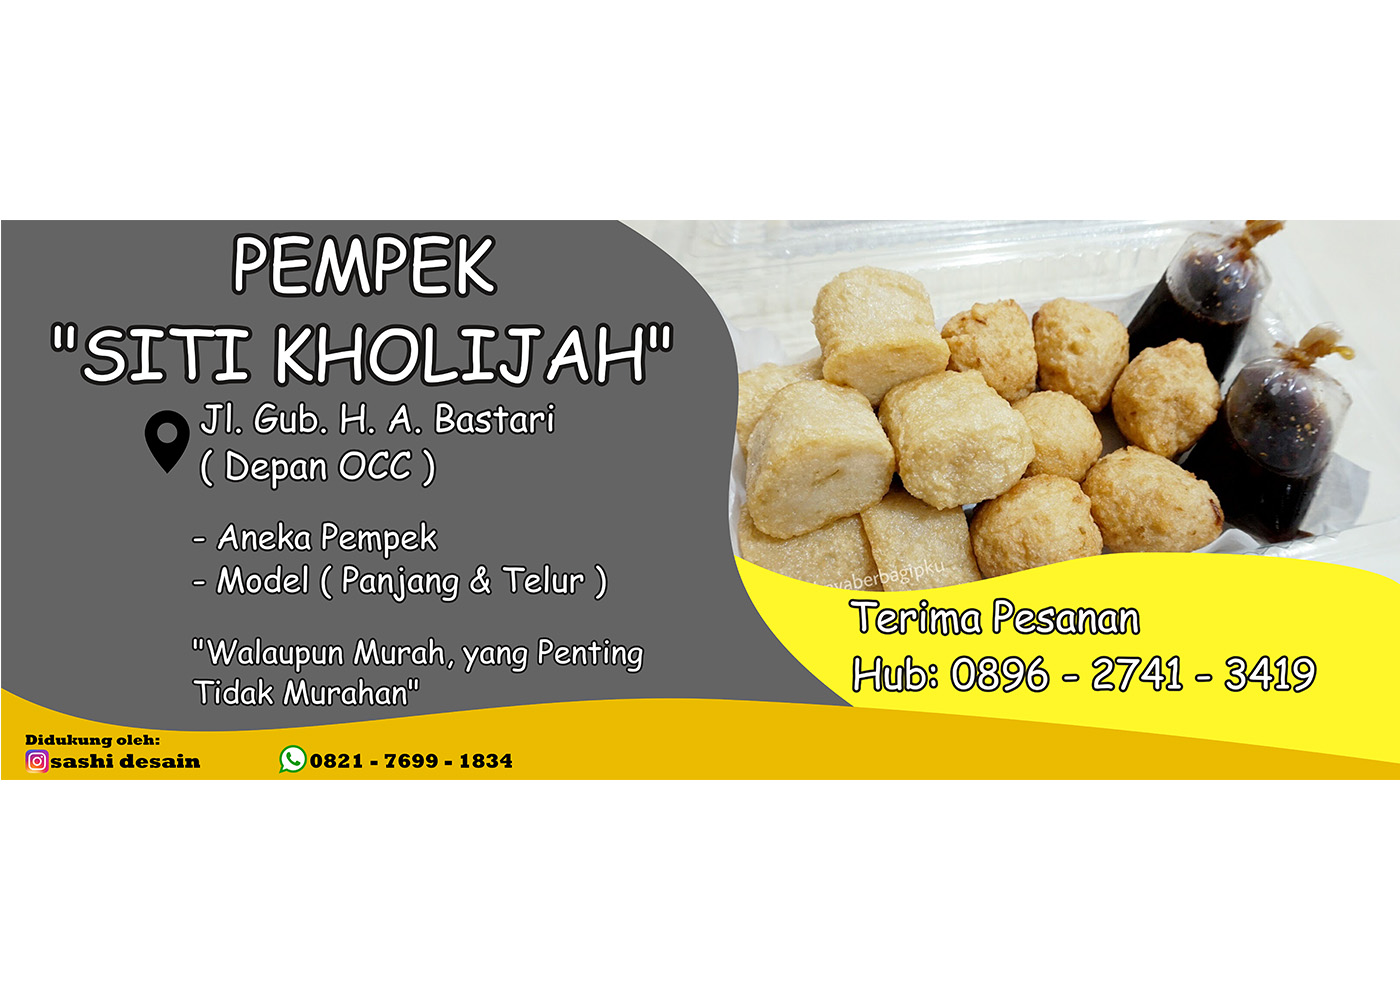 PEMPEK
"SITI KHOLIJAH"
Jl. Gub. H. A. Bastari
( Depan OCC )
- Aneka Pempek
- Model ( Panjang & Telur )
"Walaupun Murah, yang Penting
Tidak Murahan"
Terima Pesanan
Hub: 0896 - 2741 - 3419
Didukung oleh:
sashi desain
0821 - 7699 - 1834